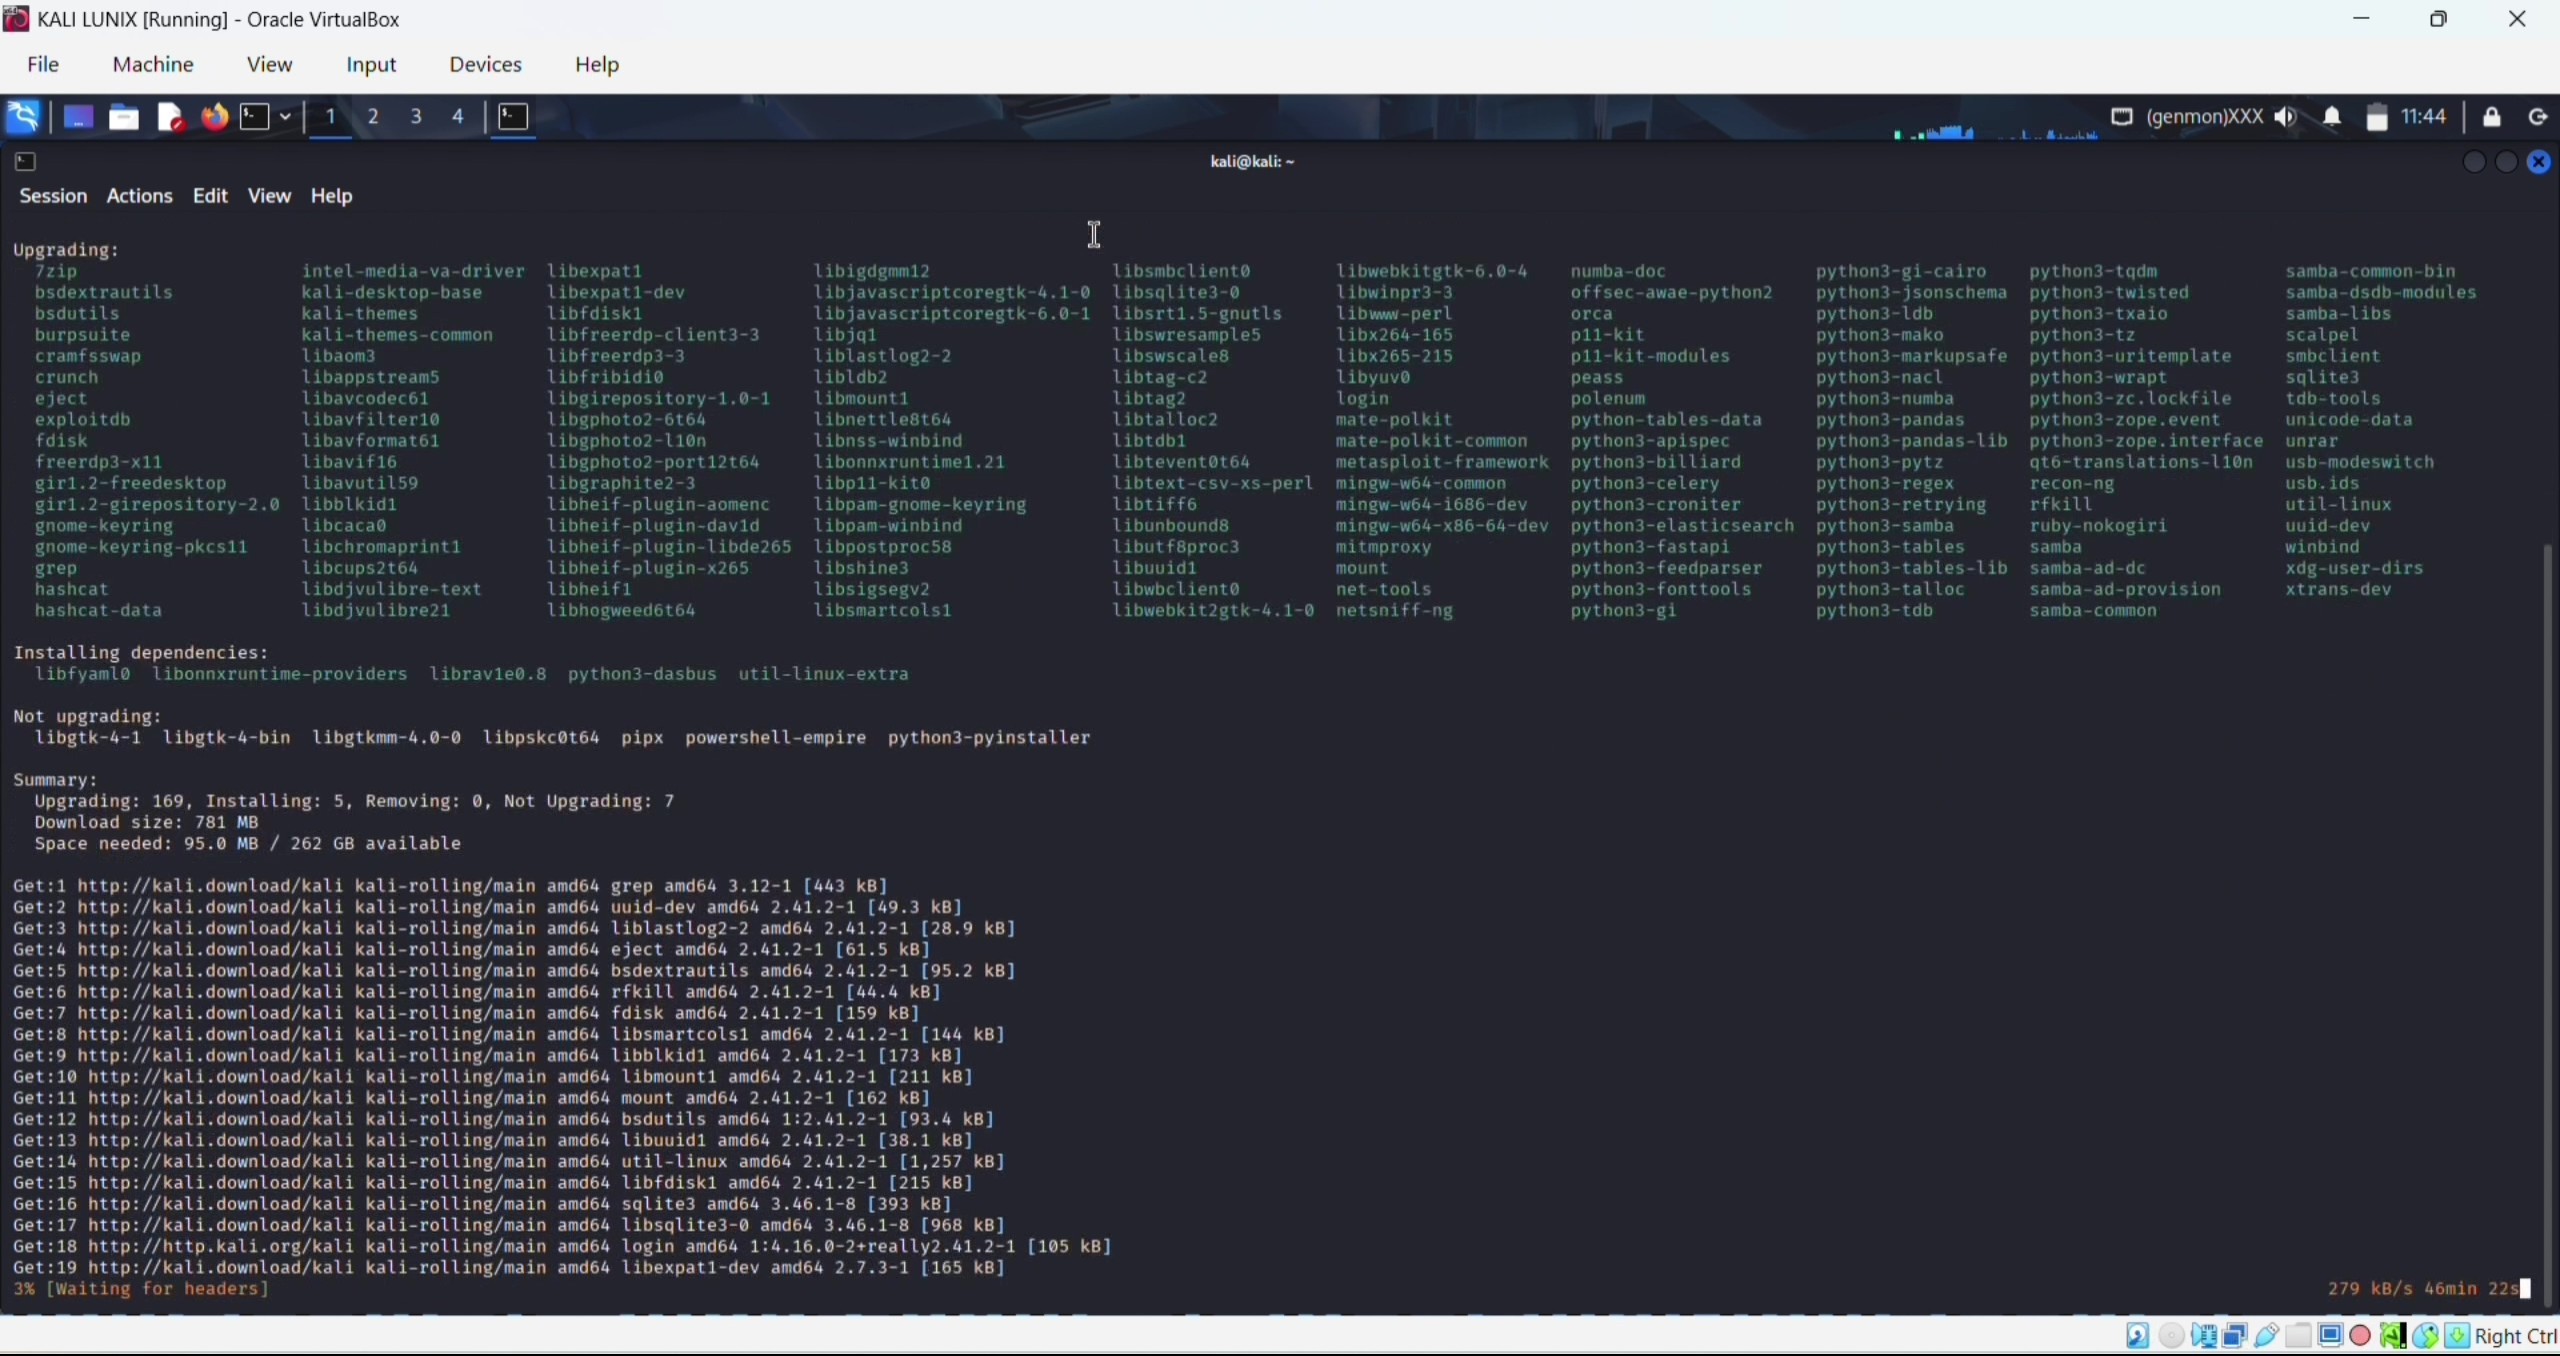 KALI LUNIX [Running] - Oracle VirtualBox
File Machine View Input Devices Help
1 2 3 4 (genmon)XXX 11:44
kali@kali: ~
Session Actions Edit View Help
Upgrading:
7zip intel-media-va-driver libexpat1 libigdgmm12 libsmbclient0 libwebkitgtk-6.0-4 numba-doc python3-gi-cairo python3-tqdm samba-common-bin
bsdextrautils kali-desktop-base libexpat1-dev libjavascriptcoregtk-4.1-0 libsqlite3-0 libwinpr3-3 offsec-awae-python2 python3-jsonschema python3-twisted samba-dsdb-modules
bsdutils kali-themes libfdisk1 libjavascriptcoregtk-6.0-1 libsrt1.5-gnutls libwww-perl orca python3-ldb python3-txaio samba-libs
burpsuite kali-themes-common libfreerdp-client3-3 libjq1 libswresample5 libx264-165 p11-kit python3-mako python3-tz scalpel
cramfsswap libaom3 libfreerdp3-3 liblastlog2-2 libswscale8 libx265-215 p11-kit-modules python3-markupsafe python3-uritemplate smbclient
crunch libappstream5 libfribidi0 libldb2 libtag-c2 libyuv0 peass python3-nacl python3-wrapt sqlite3
eject libavcodec61 libgirepository-1.0-1 libmount1 libtag2 login polenum python3-numba python3-zc.lockfile tdb-tools
exploitdb libavfilter10 libgphoto2-6t64 libnettle8t64 libtalloc2 mate-polkit python-tables-data python3-pandas python3-zope.event unicode-data
fdisk libavformat61 libgphoto2-l10n libnss-winbind libtdb1 mate-polkit-common python3-apispec python3-pandas-lib python3-zope.interface unrar
freerdp3-x11 libavif16 libgphoto2-port12t64 libonnxruntime1.21 libtevent0t64 metasploit-framework python3-billiard python3-pytz qt6-translations-l10n usb-modeswitch
gir1.2-freedesktop libavutil59 libgraphite2-3 libp11-kit0 libtext-csv-xs-perl mingw-w64-common python3-celery python3-regex recon-ng usb.ids
gir1.2-girepository-2.0 libblkid1 libheif-plugin-aomenc libpam-gnome-keyring libtiff6 mingw-w64-i686-dev python3-croniter python3-retrying rfkill util-linux
gnome-keyring libcaca0 libheif-plugin-dav1d libpam-winbind libunbound8 mingw-w64-x86-64-dev python3-elasticsearch python3-samba ruby-nokogiri uuid-dev
gnome-keyring-pkcs11 libchromaprint1 libheif-plugin-libde265 libpostproc58 libutf8proc3 mitmproxy python3-fastapi python3-tables samba winbind
grep libcups2t64 libheif-plugin-x265 libshine3 libuuid1 mount python3-feedparser python3-tables-lib samba-ad-dc xdg-user-dirs
hashcat libdjvulibre-text libheif1 libsigsegv2 libwbclient0 net-tools python3-fonttools python3-talloc samba-ad-provision xtrans-dev
hashcat-data libdjvulibre21 libhogweed6t64 libsmartcols1 libwebkit2gtk-4.1-0 netsniff-ng python3-gi python3-tdb samba-common
Installing dependencies:
libfyaml0 libonnxruntime-providers librav1e0.8 python3-dasbus util-linux-extra
Not upgrading:
libgtk-4-1 libgtk-4-bin libgtkmm-4.0-0 libpskc0t64 pipx powershell-empire python3-pyinstaller
Summary:
Upgrading: 169, Installing: 5, Removing: 0, Not Upgrading: 7
Download size: 781 MB
Space needed: 95.0 MB / 262 GB available
Get:1 http://kali.download/kali kali-rolling/main amd64 grep amd64 3.12-1 [443 kB]
Get:2 http://kali.download/kali kali-rolling/main amd64 uuid-dev amd64 2.41.2-1 [49.3 kB]
Get:3 http://kali.download/kali kali-rolling/main amd64 liblastlog2-2 amd64 2.41.2-1 [28.9 kB]
Get:4 http://kali.download/kali kali-rolling/main amd64 eject amd64 2.41.2-1 [61.5 kB]
Get:5 http://kali.download/kali kali-rolling/main amd64 bsdextrautils amd64 2.41.2-1 [95.2 kB]
Get:6 http://kali.download/kali kali-rolling/main amd64 rfkill amd64 2.41.2-1 [44.4 kB]
Get:7 http://kali.download/kali kali-rolling/main amd64 fdisk amd64 2.41.2-1 [159 kB]
Get:8 http://kali.download/kali kali-rolling/main amd64 libsmartcols1 amd64 2.41.2-1 [144 kB]
Get:9 http://kali.download/kali kali-rolling/main amd64 libblkid1 amd64 2.41.2-1 [173 kB]
Get:10 http://kali.download/kali kali-rolling/main amd64 libmount1 amd64 2.41.2-1 [211 kB]
Get:11 http://kali.download/kali kali-rolling/main amd64 mount amd64 2.41.2-1 [162 kB]
Get:12 http://kali.download/kali kali-rolling/main amd64 bsdutils amd64 1:2.41.2-1 [93.4 kB]
Get:13 http://kali.download/kali kali-rolling/main amd64 libuuid1 amd64 2.41.2-1 [38.1 kB]
Get:14 http://kali.download/kali kali-rolling/main amd64 util-linux amd64 2.41.2-1 [1,257 kB]
Get:15 http://kali.download/kali kali-rolling/main amd64 libfdisk1 amd64 2.41.2-1 [215 kB]
Get:16 http://kali.download/kali kali-rolling/main amd64 sqlite3 amd64 3.46.1-8 [393 kB]
Get:17 http://kali.download/kali kali-rolling/main amd64 libsqlite3-0 amd64 3.46.1-8 [968 kB]
Get:18 http://http.kali.org/kali kali-rolling/main amd64 login amd64 1:4.16.0-2+really2.41.2-1 [105 kB]
Get:19 http://kali.download/kali kali-rolling/main amd64 libexpat1-dev amd64 2.7.3-1 [165 kB]
3% [Waiting for headers] 279 kB/s 46min 22s
Right Ctrl